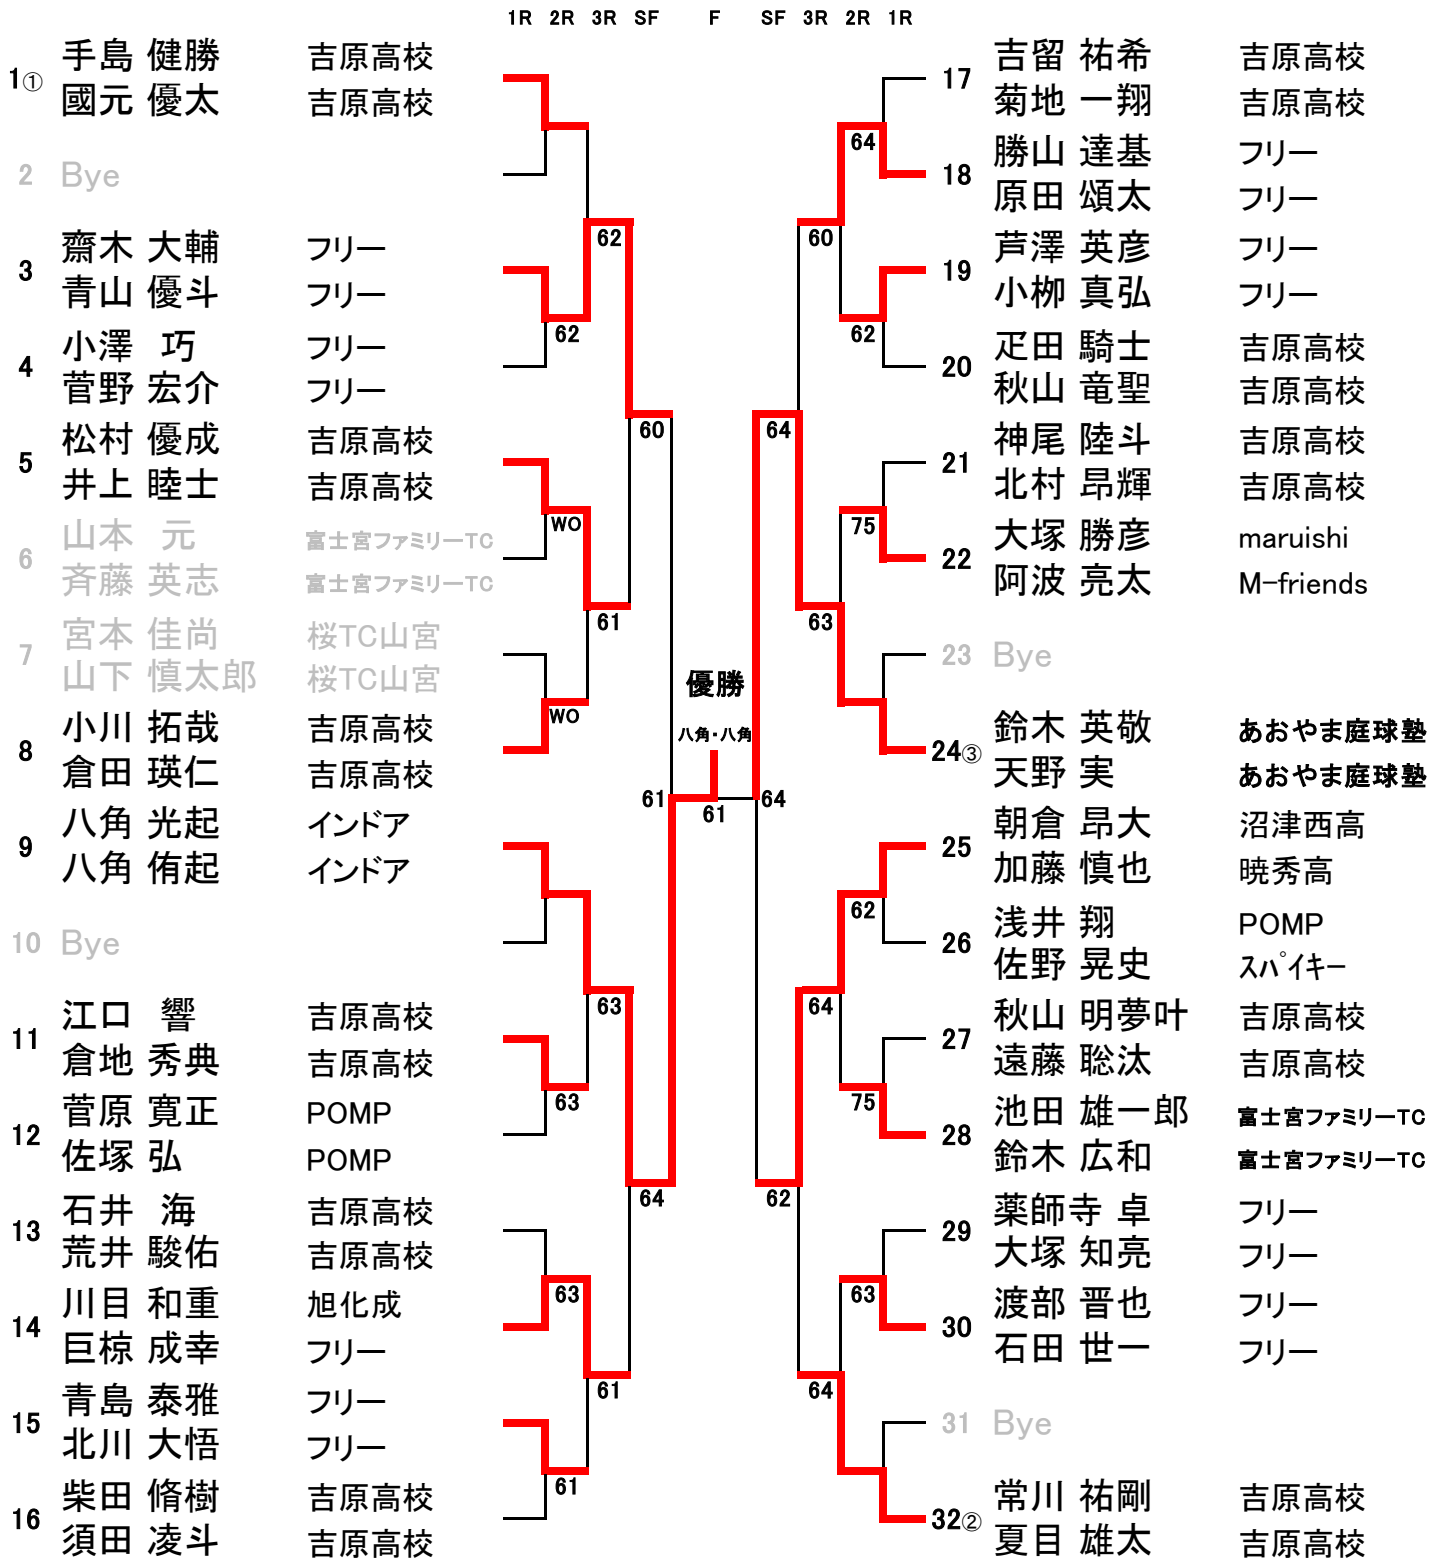 1R 2R 3R SF F SF 3R 2R 1R
1① 手島 健勝 吉原高校
國元 優太 吉原高校
2 Bye
3 齋木 大輔 フリー
青山 優斗 フリー
4 小澤 巧 フリー
菅野 宏介 フリー
5 松村 優成 吉原高校
井上 睦士 吉原高校
6 山本 元 富士宮ファミリーTC
斉藤 英志 富士宮ファミリーTC
7 宮本 佳尚 桜TC山宮
山下 慎太郎 桜TC山宮
8 小川 拓哉 吉原高校
倉田 瑛仁 吉原高校
9 八角 光起 インドア
八角 侑起 インドア
10 Bye
11 江口 響 吉原高校
倉地 秀典 吉原高校
12 菅原 寛正 POMP
佐塚 弘 POMP
13 石井 海 吉原高校
荒井 駿佑 吉原高校
14 川目 和重 旭化成
巨椋 成幸 フリー
15 青島 泰雅 フリー
北川 大悟 フリー
16 柴田 脩樹 吉原高校
須田 凌斗 吉原高校
62
WO
WO
63
63
61
62
61
63
61
60
64
61
優勝
八角・八角
61
64
64
62
60
63
64
64
64
62
75
62
75
63
17 吉留 祐希 吉原高校
菊地 一翔 吉原高校
18 勝山 達基 フリー
原田 頌太 フリー
19 芦澤 英彦 フリー
小栁 真弘 フリー
20 疋田 騎士 吉原高校
秋山 竜聖 吉原高校
21 神尾 陸斗 吉原高校
北村 昂輝 吉原高校
22 大塚 勝彦 maruishi
阿波 亮太 M-friends
23 Bye
24③ 鈴木 英敬 あおやま庭球塾
天野 実 あおやま庭球塾
25 朝倉 昂大 沼津西高
加藤 慎也 暁秀高
26 浅井 翔 POMP
佐野 晃史 スパイキー
27 秋山 明夢叶 吉原高校
遠藤 聡汰 吉原高校
28 池田 雄一郎 富士宮ファミリーTC
鈴木 広和 富士宮ファミリーTC
29 薬師寺 卓 フリー
大塚 知亮 フリー
30 渡部 晋也 フリー
石田 世一 フリー
31 Bye
32② 常川 祐剛 吉原高校
夏目 雄太 吉原高校